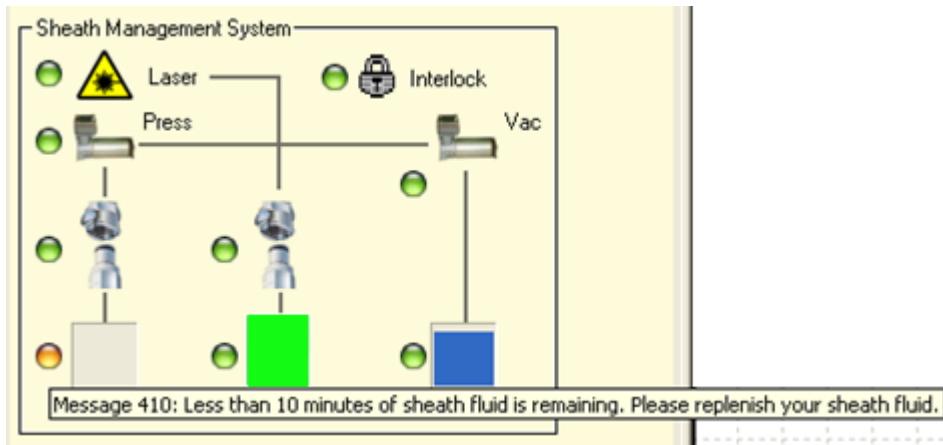 Sheath Management System
Laser
Interlock
Press
Vac
Message 410: Less than 10 minutes of sheath fluid is remaining. Please replenish your sheath fluid.